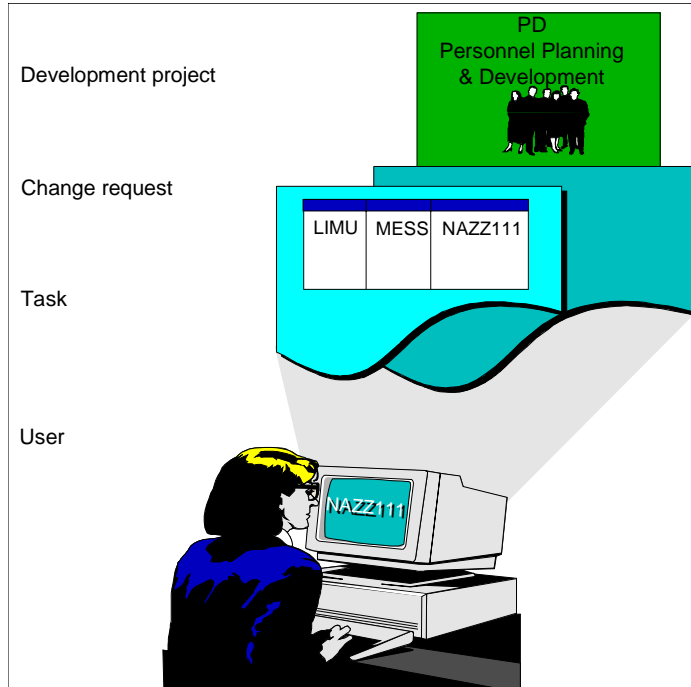 PD
Personnel Planning
& Development
Development project
Change request
LIMU MESS NAZZ111
Task
User
NAZZ111